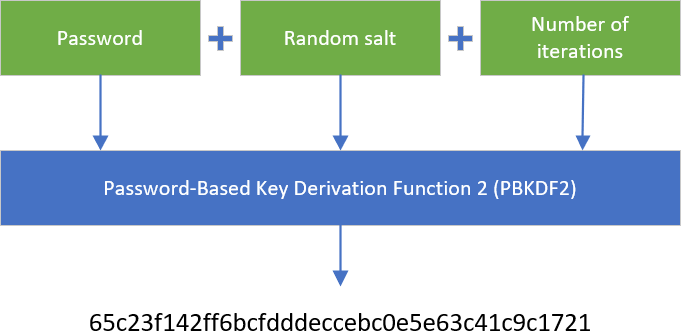 Password
Random salt
Number of
iterations
Password-Based Key Derivation Function 2 (PBKDF2)
65c23f142ff6bcfdddeccebc0e5e63c41c9c1721